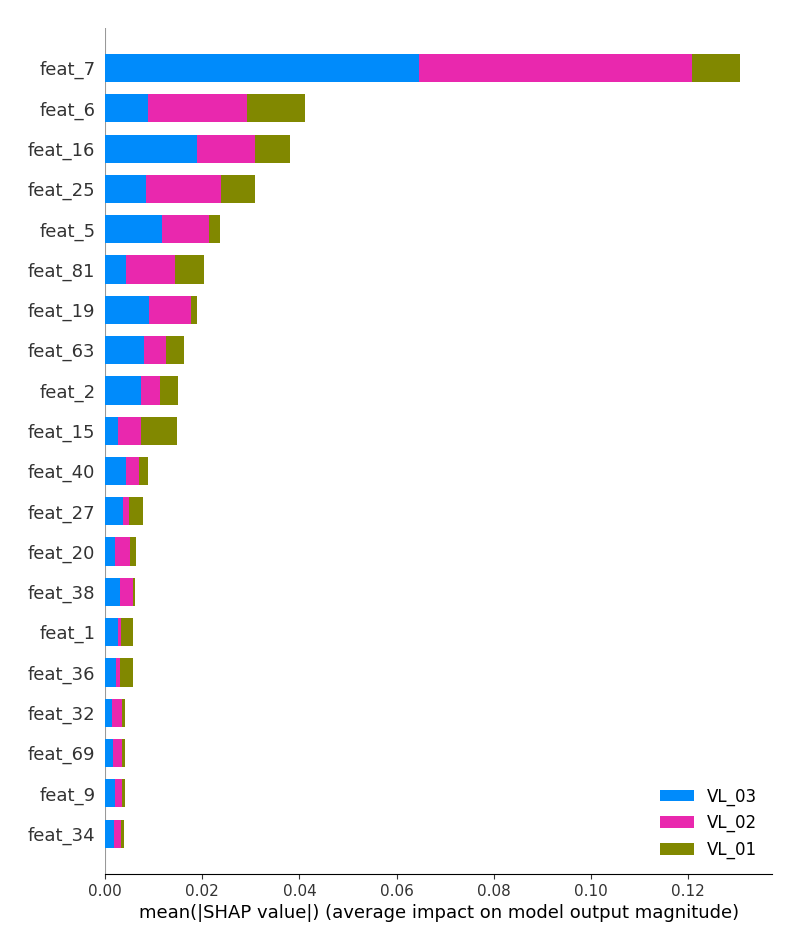 feat_7
feat_6
feat_16
feat_25
feat_5
feat_81
feat_19
feat_63
feat_2
feat_15
feat_40
feat_27
feat_20
feat_38
feat_1
feat_36
feat_32
feat_69
feat_9
feat_34
VL_03
VL_02
VL_01
0.00 0.02 0.04 0.06 0.08 0.10 0.12
mean(|SHAP value|) (average impact on model output magnitude)